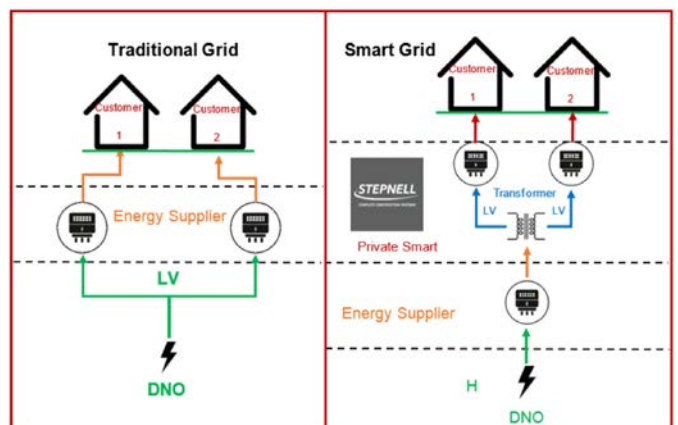 Traditional Grid
Customer
1
Customer
2
Energy Supplier
LV
DNO
Smart Grid
Customer
1
Customer
2
STEPNELL
Transformer
LV
LV
Private Smart
Energy Supplier
H
DNO